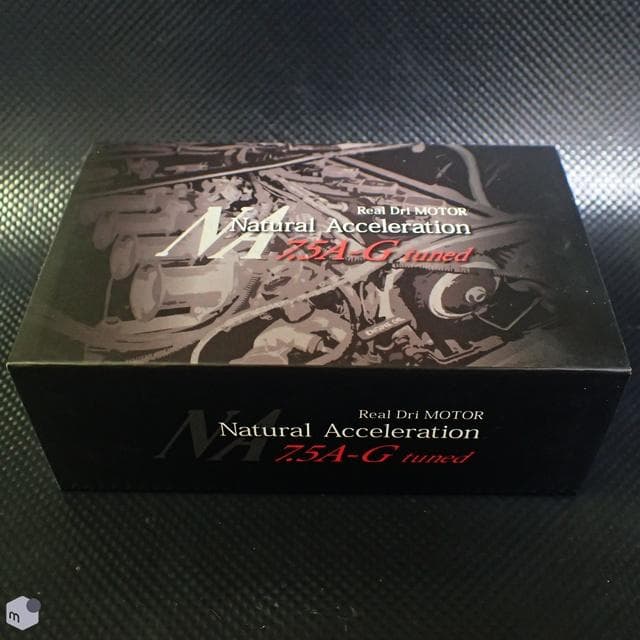 Real Dri MOTOR
NA Natural Acceleration
7.5A-G tuned
Real Dri MOTOR
NA Natural Acceleration
7.5A-G tuned
m